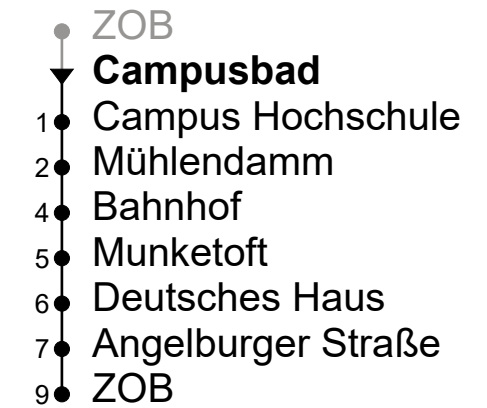 ZOB
Campusbad
1 Campus Hochschule
2 Mühlendamm
4 Bahnhof
5 Munketoft
6 Deutsches Haus
7 Angelburger Straße
9 ZOB